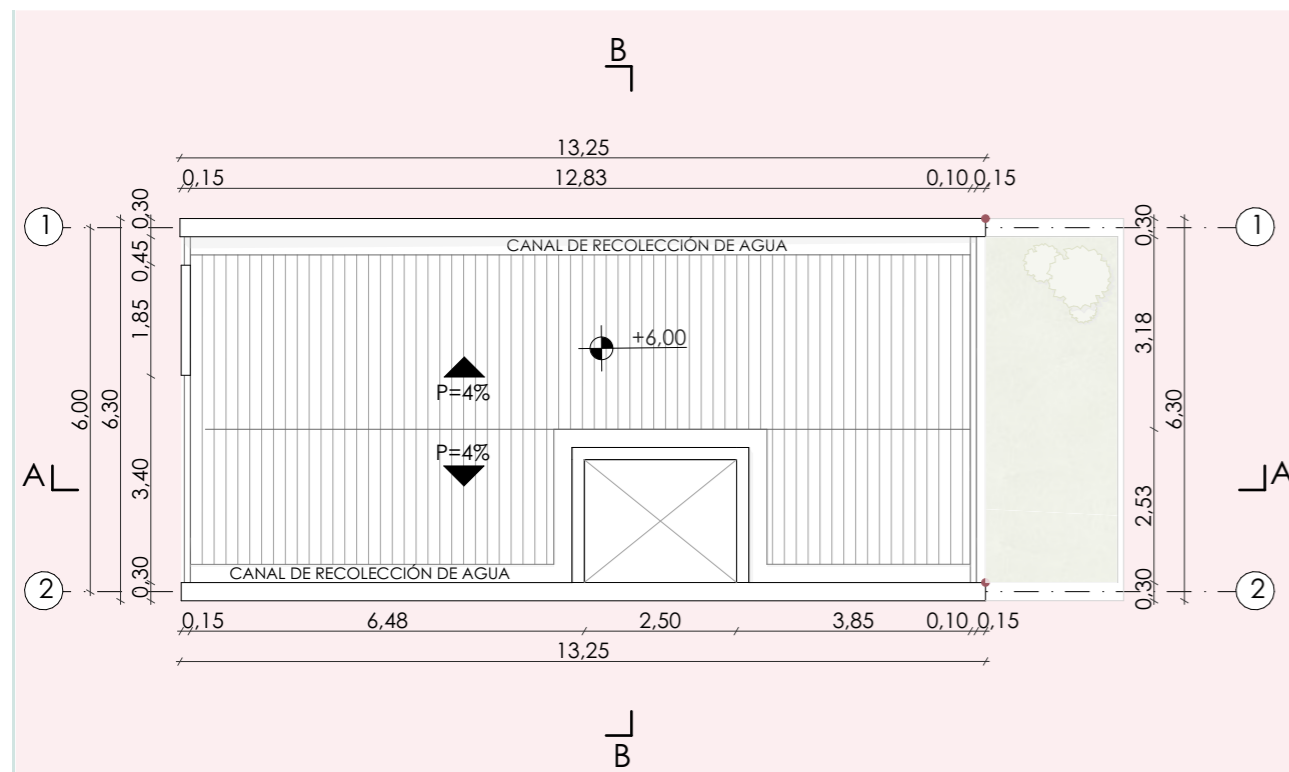 B
13,25
0,15 12,83 0,10 0,15
1 1
CANAL DE RECOLECCIÓN DE AGUA
0,30
0,45
1,85
3,40
0,30
6,30
6,00
+6,00
P=4%
P=4%
0,30
3,18
2,53
0,30
6,30
A A
CANAL DE RECOLECCIÓN DE AGUA
2 2
0,15 6,48 2,50 3,85 0,10 0,15
13,25
B